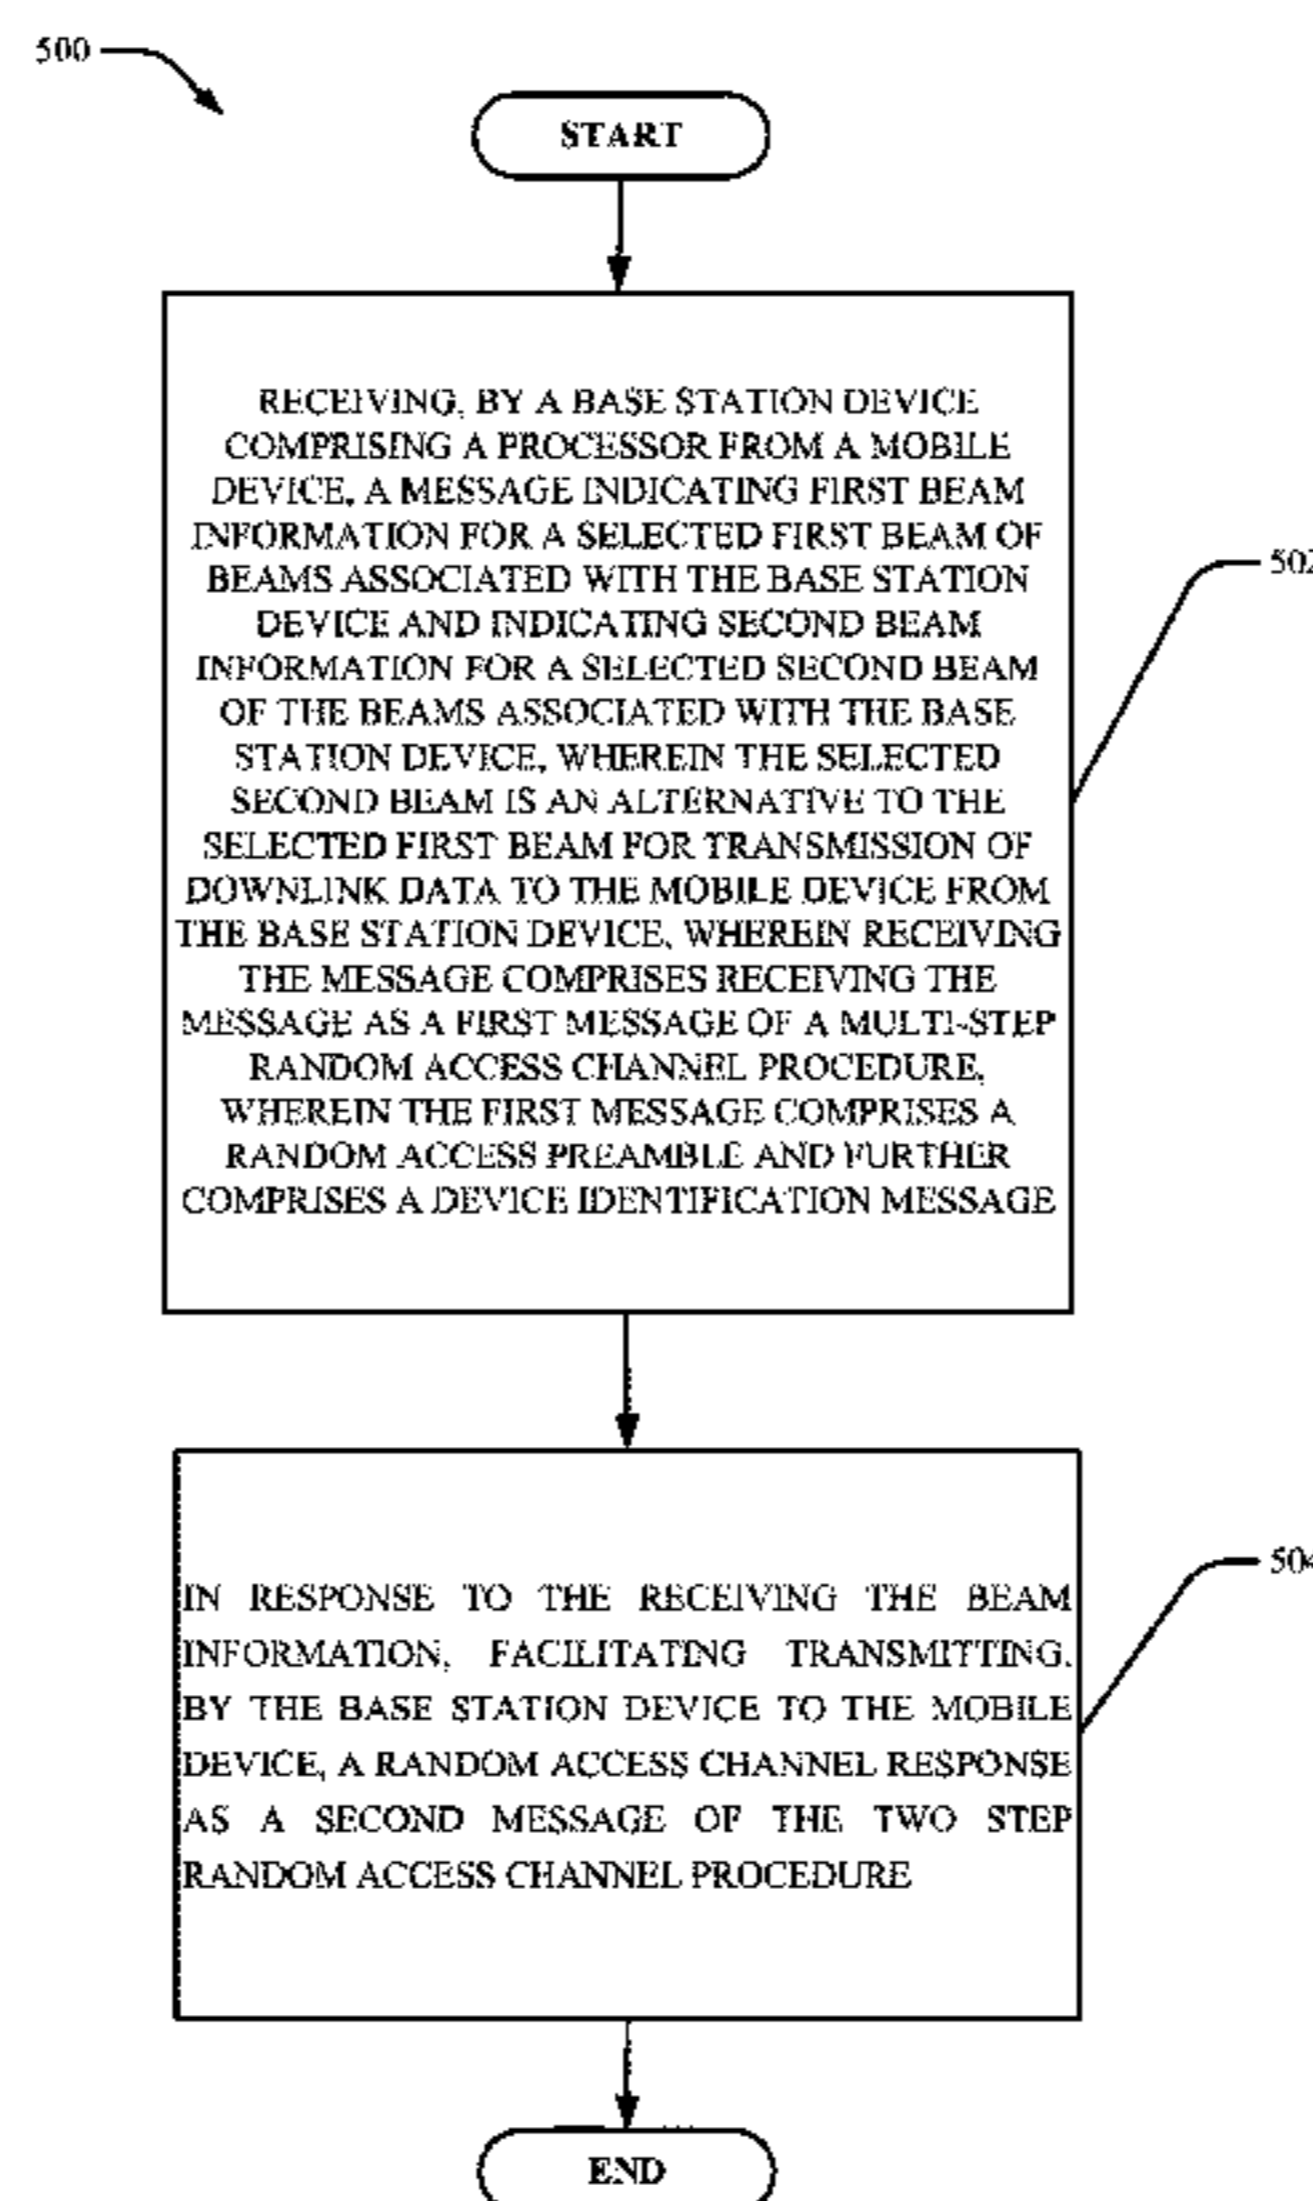 500
START
RECEIVING, BY A BASE STATION DEVICE
COMPRISING A PROCESSOR FROM A MOBILE
DEVICE, A MESSAGE INDICATING FIRST BEAM
INFORMATION FOR A SELECTED FIRST BEAM OF
BEAMS ASSOCIATED WITH THE BASE STATION
DEVICE AND INDICATING SECOND BEAM
INFORMATION FOR A SELECTED SECOND BEAM
OF THE BEAMS ASSOCIATED WITH THE BASE
STATION DEVICE, WHEREIN THE SELECTED
SECOND BEAM IS AN ALTERNATIVE TO THE
SELECTED FIRST BEAM FOR TRANSMISSION OF
DOWNLINK DATA TO THE MOBILE DEVICE FROM
THE BASE STATION DEVICE, WHEREIN RECEIVING
THE MESSAGE COMPRISES RECEIVING THE
MESSAGE AS A FIRST MESSAGE OF A MULTI-STEP
RANDOM ACCESS CHANNEL PROCEDURE,
WHEREIN THE FIRST MESSAGE COMPRISES A
RANDOM ACCESS PREAMBLE AND FURTHER
COMPRISES A DEVICE IDENTIFICATION MESSAGE
502
IN RESPONSE TO THE RECEIVING THE BEAM
INFORMATION, FACILITATING TRANSMITTING,
BY THE BASE STATION DEVICE TO THE MOBILE
DEVICE, A RANDOM ACCESS CHANNEL RESPONSE
AS A SECOND MESSAGE OF THE TWO STEP
RANDOM ACCESS CHANNEL PROCEDURE
504
END